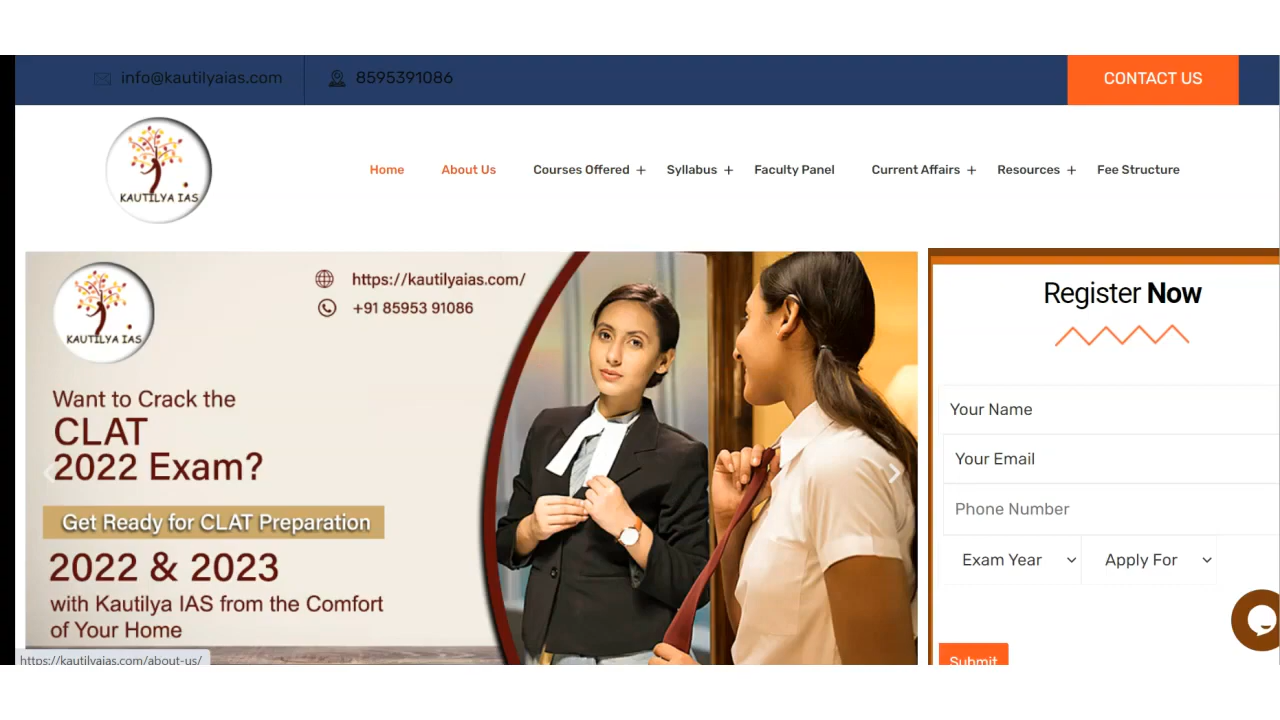 info@kautilyaias.com
8595391086
CONTACT US
KAUTILYA IAS
Home
About Us
Courses Offered +
Syllabus +
Faculty Panel
Current Affairs +
Resources +
Fee Structure
KAUTILYA IAS
https://kautilyaias.com/
+91 85953 91086
Want to Crack the
CLAT
2022 Exam?
Get Ready for CLAT Preparation
2022 & 2023
with Kautilya IAS from the Comfort
of Your Home
Register Now
Your Name
Your Email
Phone Number
Exam Year
Apply For
Submit
https://kautilyaias.com/about-us/